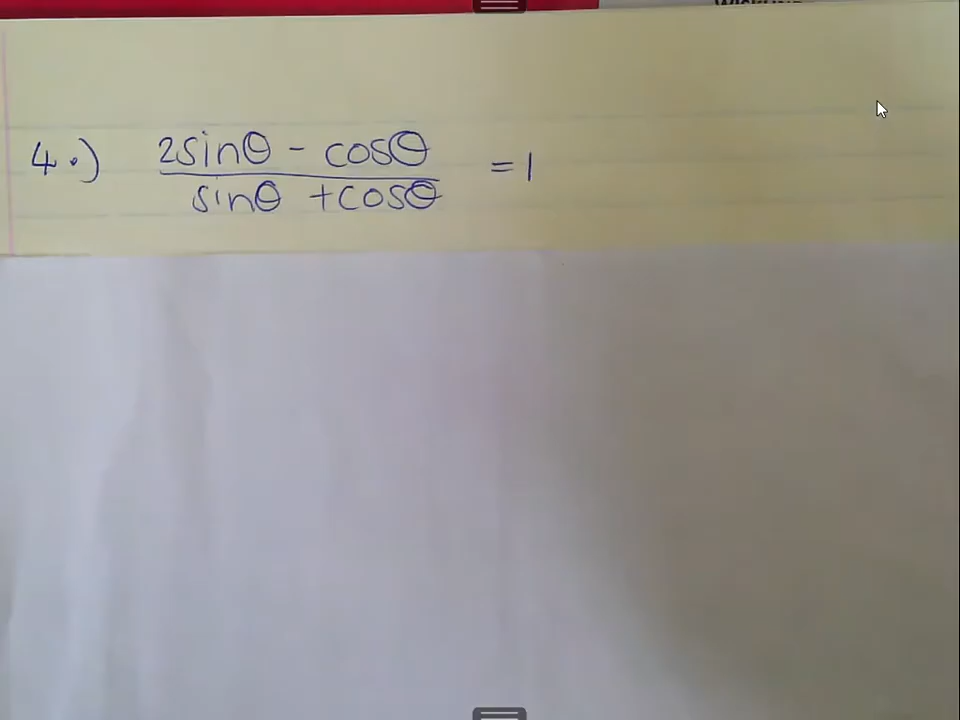 4.) 2sinθ - cosθ / sinθ + cosθ = 1